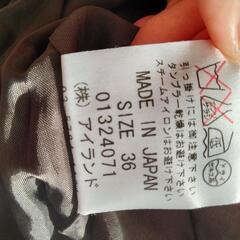 引っ掛けには御注意下さい
タンブラー乾燥はお避け下さい
スチームアイロンはお避け下さい
MADE IN JAPAN
SIZE 36
01324071
(株)アイランド